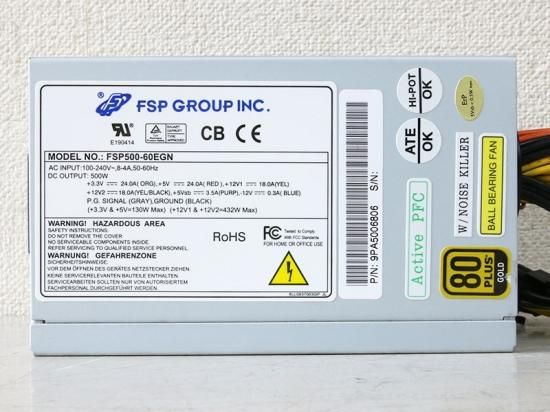 FSP FSP GROUP INC.
E190414
CB CE
MODEL NO.: FSP500-60EGN
AC INPUT:100-240V~,8-4A,50-60Hz
DC OUTPUT: 500W
+3.3V ⎓ 24.0A (ORG), +5V ⎓ 24.0A (RED), +12V1 ⎓ 18.0A(YEL)
+12V2 ⎓ 18.0A(YEL/BLACK), +5Vsb ⎓ 3.5A(PUR),-12V ⎓ 0.3A(BLUE)
P.G. SIGNAL (GRAY),GROUND (BLACK)
(+3.3V & +5V=130W Max) (+12V1 & +12V2=432W Max)
WARNING! HAZARDOUS AREA
SAFETY INSTRUCTIONS:
DO NOT REMOVE THE COVER.
NO SERVICEABLE COMPONENTS INSIDE.
REFER SERVICING TO QUALIFIED SERVICE PERSONNEL.
WARNUNG! GEFAHRENZONE
SICHERHEITSHINWEISE:
VOR DEM ÖFFNEN DES GERÄTES NETZSTECKER ZIEHEN
KEINE SERVICERELEVANTEN BAUTEILE ENTHALTEN
SERVICEARBEITEN SOLLEN NUR VON AUSGEBILDETEM
FACHPERSONAL DURCHGEFÜHRT WERDEN
RoHS
FC Tested to Comply
with FCC Standards
FOR HOME OR OFFICE USE
S/N:
P/N: 9PA5006806
HI-POT
OK
ATE
OK
Active PFC
ErP
W/NOISE KILLER
BALL BEARING FAN
80
PLUS
GOLD